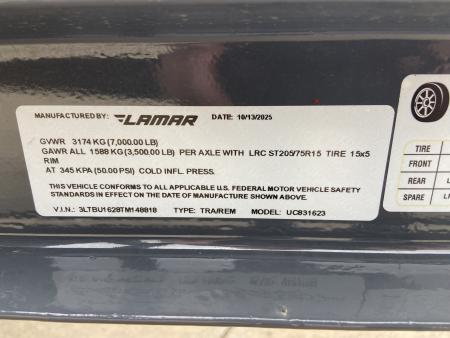 MANUFACTURED BY: LAMAR DATE: 10/13/2025
GVWR 3174 KG (7,000.00 LB)
GAWR ALL 1588 KG (3,500.00 LB) PER AXLE WITH LRC ST205/75R15 TIRE 15x5
RIM
AT 345 KPA (50.00 PSI) COLD INFL. PRESS.
THIS VEHICLE CONFORMS TO ALL APPLICABLE MOTOR VEHICLE SAFETY
STANDARDS IN EFFECT ON THE DATE OF MANUFACTURE SHOWN ABOVE.
V.I.N.: 3LTBU1628TM148818 TYPE: TRA/REM MODEL: UC831623
TIRE
FRONT
REAR
SPARE